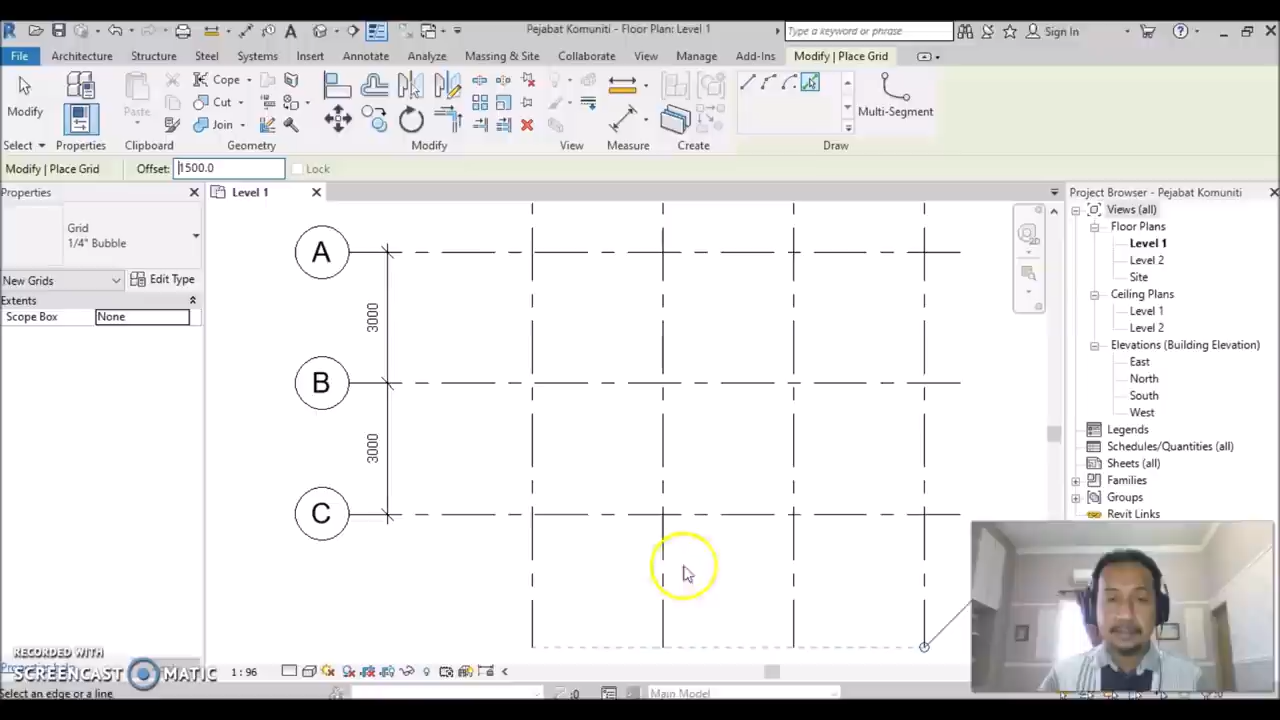 Pejabat Komuniti - Floor Plan: Level 1
Type a keyword or phrase
Sign In
File
Architecture
Structure
Steel
Systems
Insert
Annotate
Analyze
Massing & Site
Collaborate
View
Manage
Add-Ins
Modify | Place Grid
Modify
Paste
Cope
Cut
Join
Multi-Segment
Select
Properties
Clipboard
Geometry
Modify
View
Measure
Create
Draw
Modify | Place Grid
Offset:
1500.0
Lock
Properties
Level 1
Project Browser - Pejabat Komuniti
Grid
1/4" Bubble
New Grids
Edit Type
Extents
Scope Box
None
A
3000
B
3000
C
2D
Views (all)
Floor Plans
Level 1
Level 2
Site
Ceiling Plans
Level 1
Level 2
Elevations (Building Elevation)
East
North
South
West
Legends
Schedules/Quantities (all)
Sheets (all)
Families
Groups
Revit Links
RECORDED WITH
SCREENCAST MATIC
1 : 96
Select an edge or a line
:0
Main Model